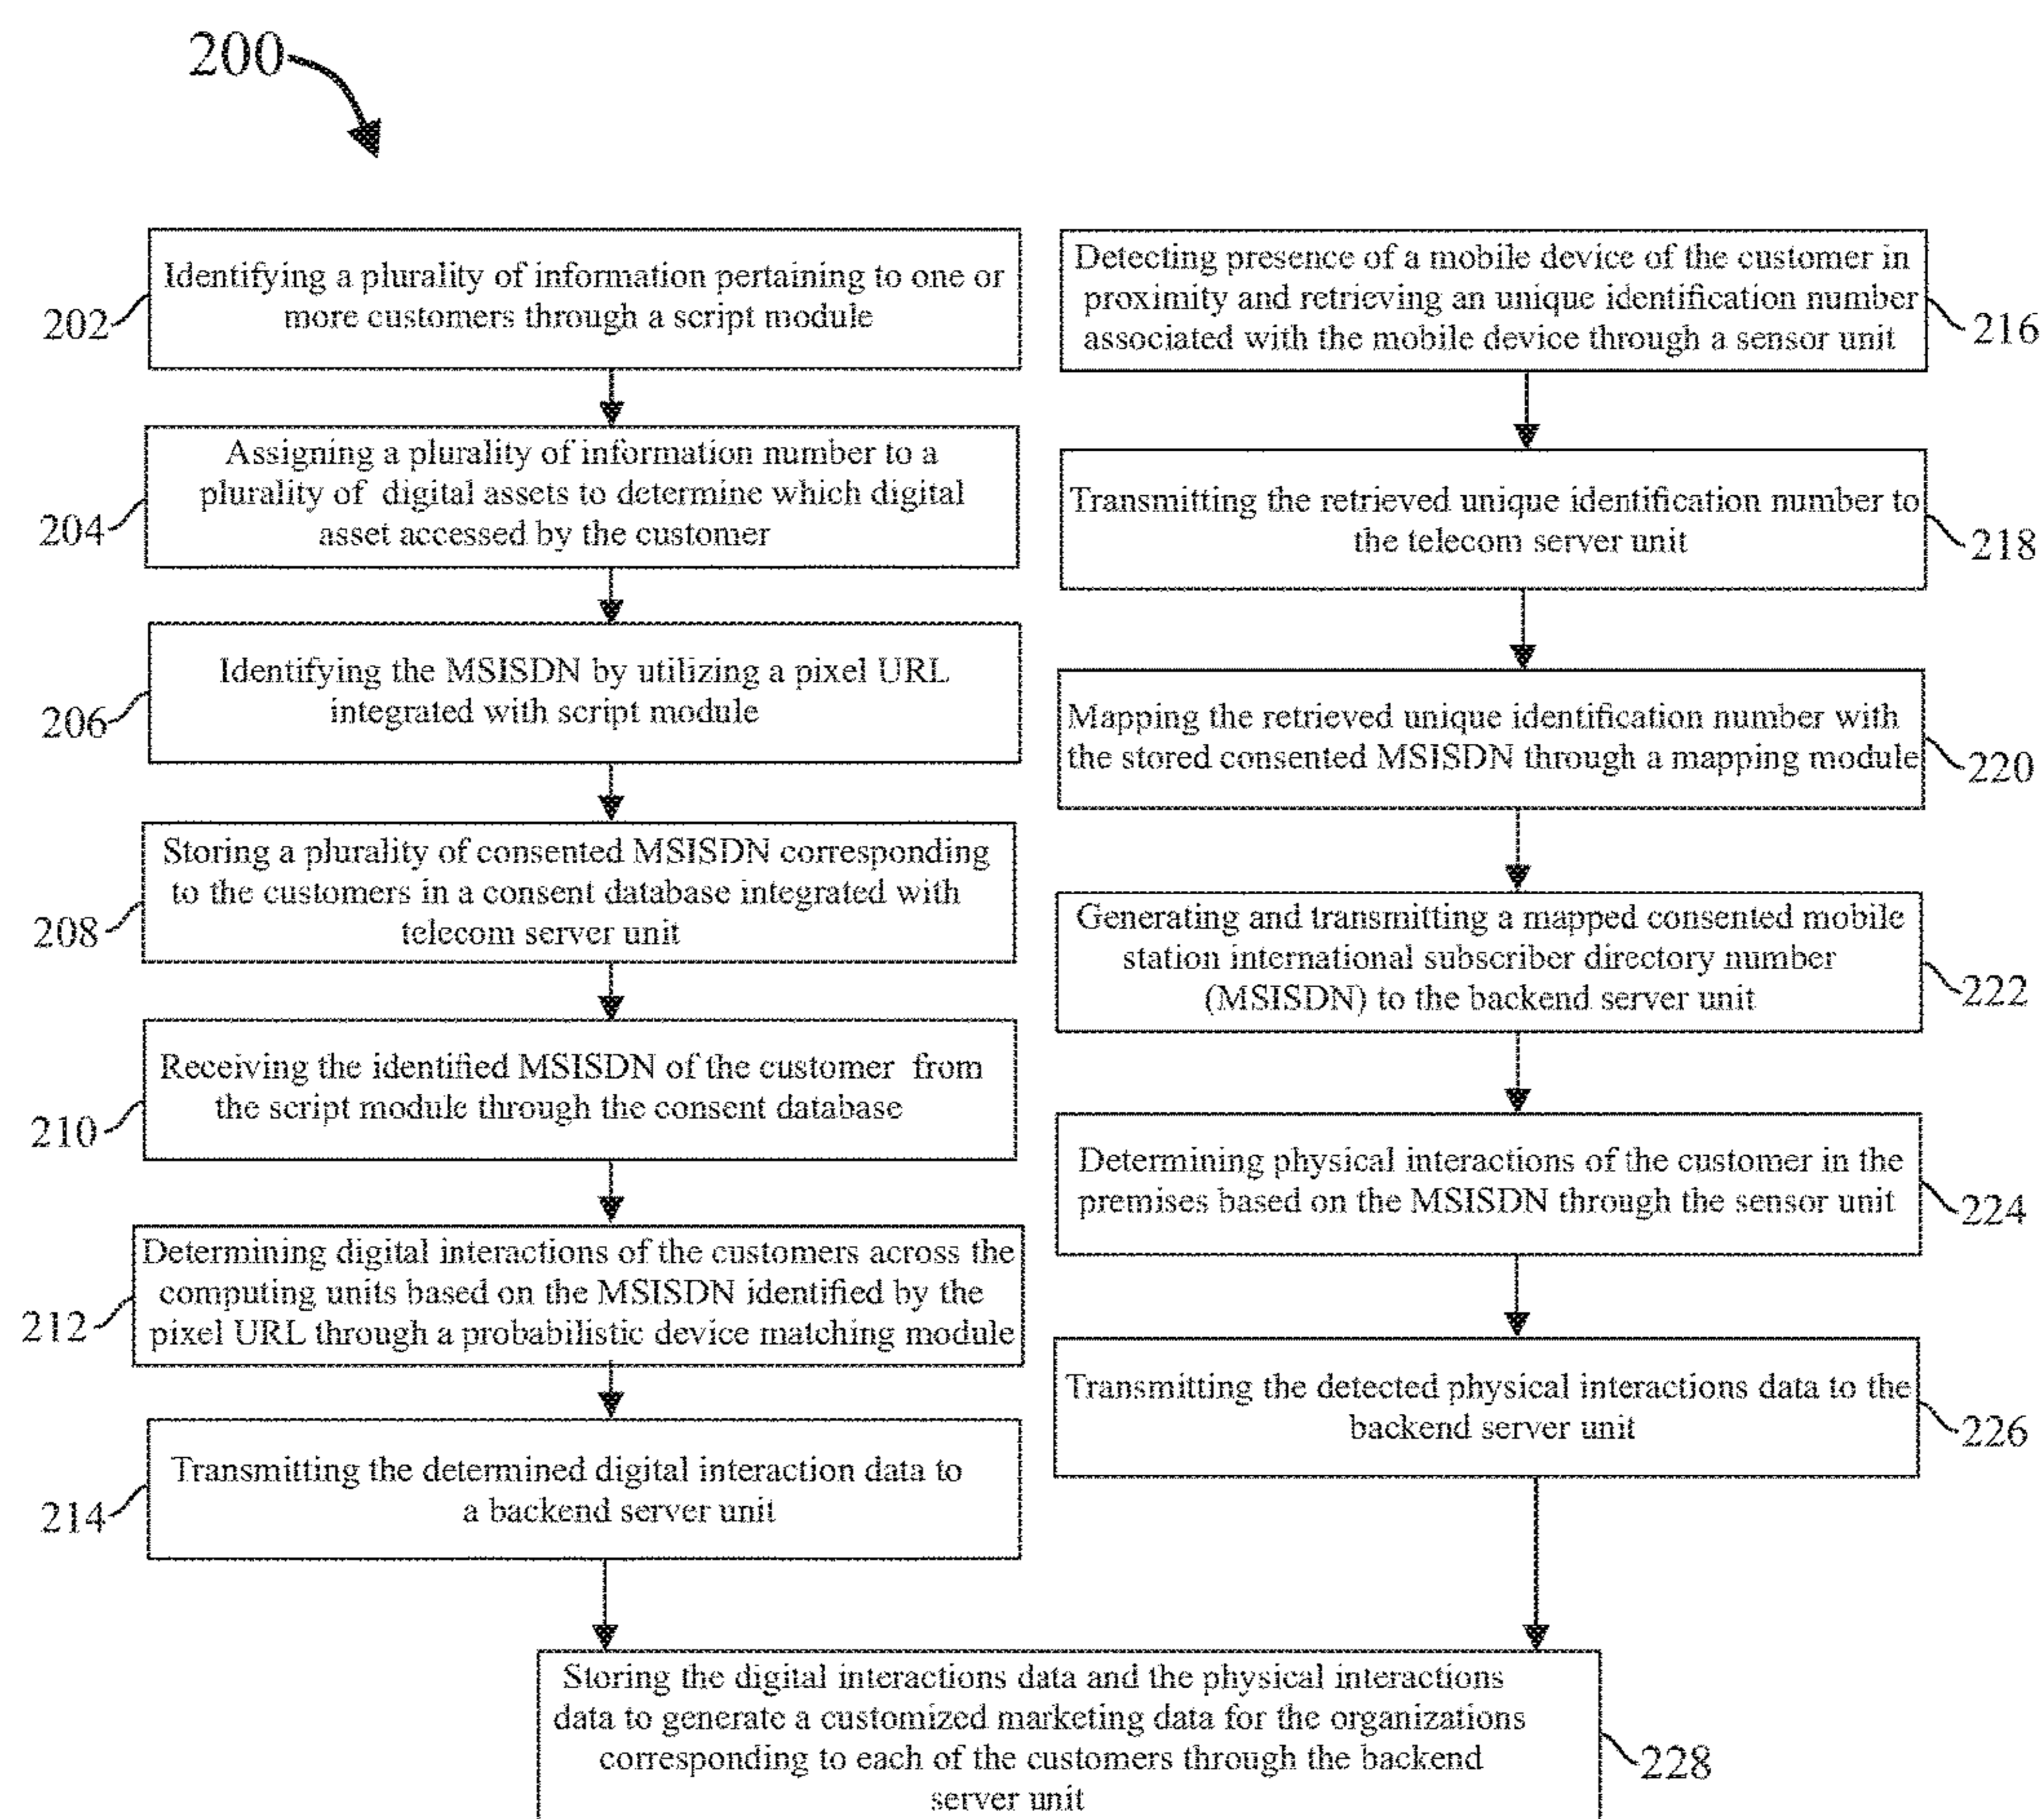 200
Identifying a plurality of information pertaining to one or
more customers through a script module
202
Assigning a plurality of information number to a
plurality of digital assets to determine which digital
asset accessed by the customer
204
Identifying the MSISDN by utilizing a pixel URL
integrated with script module
206
Storing a plurality of consented MSISDN corresponding
to the customers in a consent database integrated with
telecom server unit
208
Receiving the identified MSISDN of the customer from
the script module through the consent database
210
Determining digital interactions of the customers across the
computing units based on the MSISDN identified by the
pixel URL through a probabilistic device matching module
212
Transmitting the determined digital interaction data to
a backend server unit
214
Detecting presence of a mobile device of the customer in
proximity and retrieving an unique identification number
associated with the mobile device through a sensor unit
216
Transmitting the retrieved unique identification number to
the telecom server unit
218
Mapping the retrieved unique identification number with
the stored consented MSISDN through a mapping module
220
Generating and transmitting a mapped consented mobile
station international subscriber directory number
(MSISDN) to the backend server unit
222
Determining physical interactions of the customer in the
premises based on the MSISDN through the sensor unit
224
Transmitting the detected physical interactions data to the
backend server unit
226
Storing the digital interactions data and the physical interactions
data to generate a customized marketing data for the organizations
corresponding to each of the customers through the backend
server unit
228